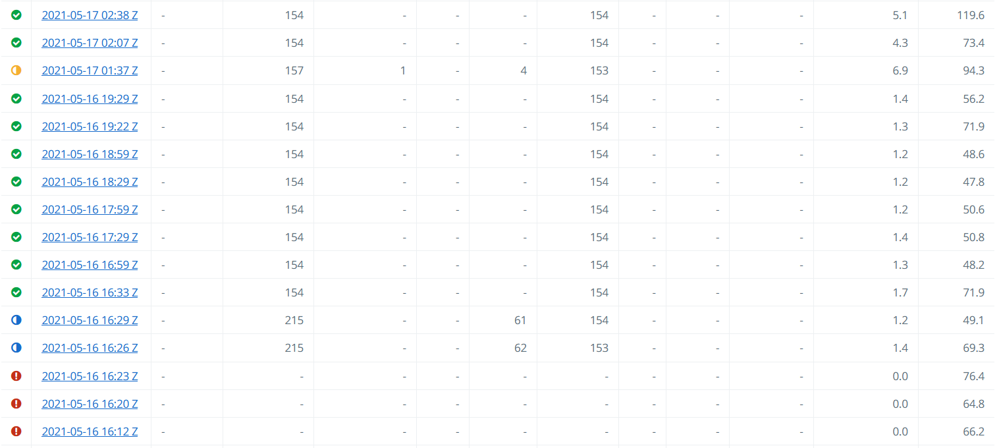 2021-05-17 02:38 Z - 154 - - - 154 - - - 5.1 119.6
2021-05-17 02:07 Z - 154 - - - 154 - - - 4.3 73.4
2021-05-17 01:37 Z - 157 1 - 4 153 - - - 6.9 94.3
2021-05-16 19:29 Z - 154 - - - 154 - - - 1.4 56.2
2021-05-16 19:22 Z - 154 - - - 154 - - - 1.3 71.9
2021-05-16 18:59 Z - 154 - - - 154 - - - 1.2 48.6
2021-05-16 18:29 Z - 154 - - - 154 - - - 1.2 47.8
2021-05-16 17:59 Z - 154 - - - 154 - - - 1.2 50.6
2021-05-16 17:29 Z - 154 - - - 154 - - - 1.4 50.8
2021-05-16 16:59 Z - 154 - - - 154 - - - 1.3 48.2
2021-05-16 16:33 Z - 154 - - - 154 - - - 1.7 71.9
2021-05-16 16:29 Z - 215 - - 61 154 - - - 1.2 49.1
2021-05-16 16:26 Z - 215 - - 62 153 - - - 1.4 69.3
2021-05-16 16:23 Z - - - - - - - - - 0.0 76.4
2021-05-16 16:20 Z - - - - - - - - - 0.0 64.8
2021-05-16 16:12 Z - - - - - - - - - 0.0 66.2